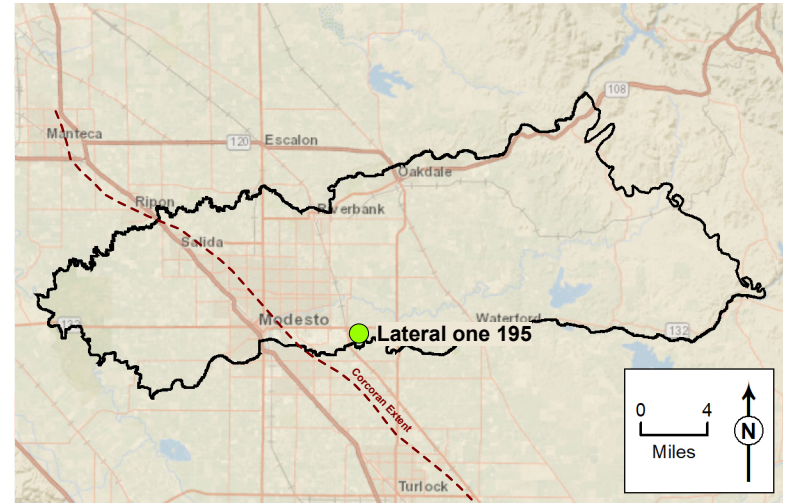 108
Manteca
120
Escalon
Oakdale
Ripon
Riverbank
Salida
132
Modesto
Waterford
132
Lateral one 195
Corcoran Extent
Turlock
0 4
Miles
N